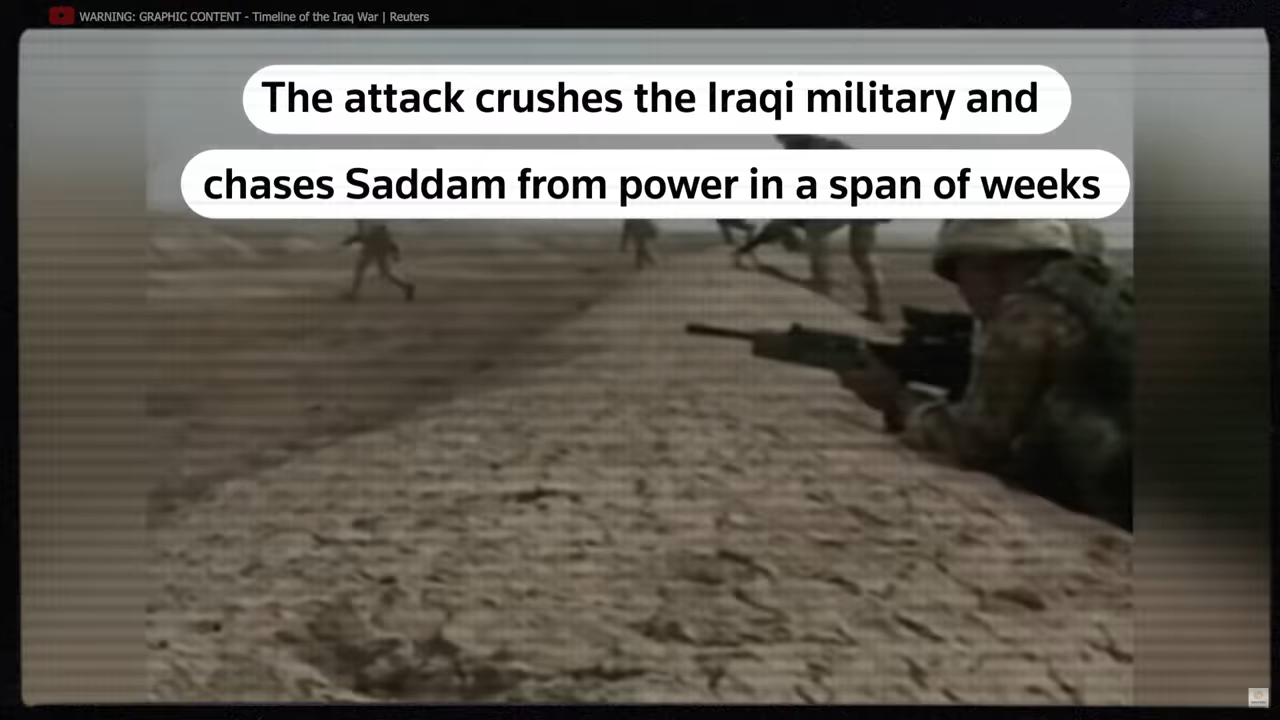 WARNING: GRAPHIC CONTENT - Timeline of the Iraq War | Reuters
The attack crushes the Iraqi military and
chases Saddam from power in a span of weeks